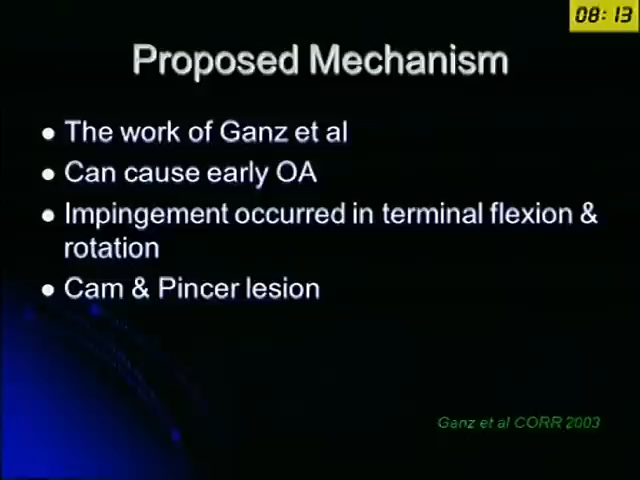 08:13
Proposed Mechanism
● The work of Ganz et al
● Can cause early OA
● Impingement occurred in terminal flexion &
rotation
● Cam & Pincer lesion
Ganz et al CORR 2003